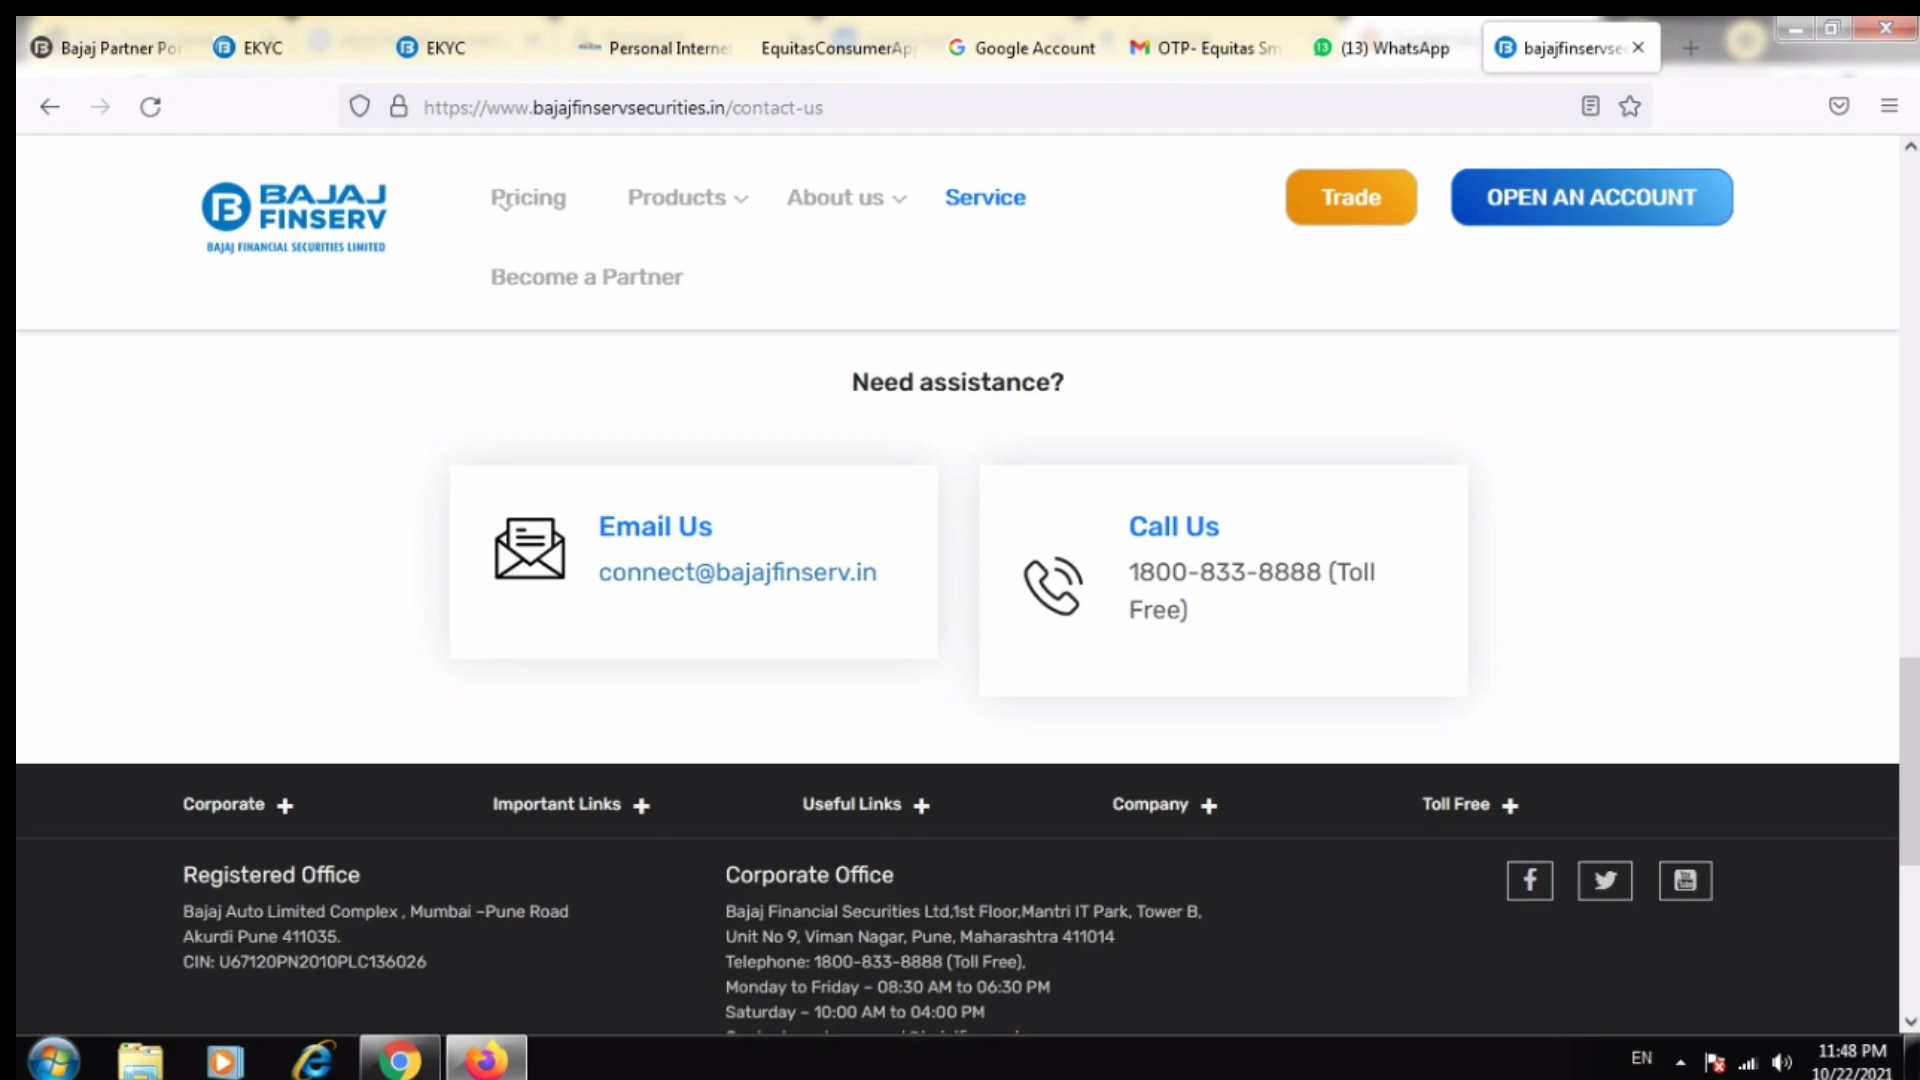 Bajaj Partner Po
EKYC
EKYC
Personal Interne
EquitasConsumerAp
Google Account
OTP- Equitas Sm
(13) WhatsApp
bajajfinservse
https://www.bajajfinservsecurities.in/contact-us
BAJAJ
FINSERV
BAJAJ FINANCIAL SECURITIES LIMITED
Pricing
Products
About us
Service
Trade
OPEN AN ACCOUNT
Become a Partner
Need assistance?
Email Us
connect@bajajfinserv.in
Call Us
1800-833-8888 (Toll
Free)
Corporate +
Important Links +
Useful Links +
Company +
Toll Free +
Registered Office
Bajaj Auto Limited Complex , Mumbai –Pune Road
Akurdi Pune 411035.
CIN: U67120PN2010PLC136026
Corporate Office
Bajaj Financial Securities Ltd,1st Floor,Mantri IT Park, Tower B,
Unit No 9, Viman Nagar, Pune, Maharashtra 411014
Telephone: 1800-833-8888 (Toll Free),
Monday to Friday – 08:30 AM to 06:30 PM
Saturday – 10:00 AM to 04:00 PM
EN
11:48 PM
10/22/2021